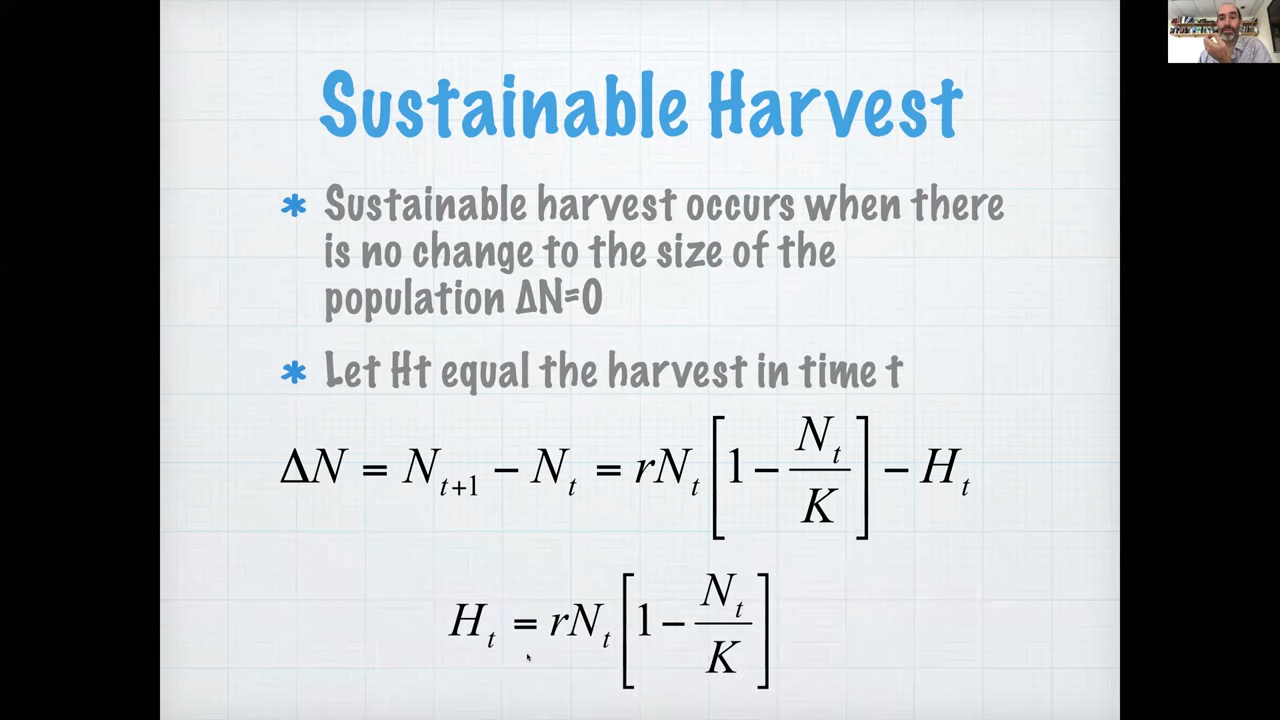 Sustainable Harvest
* Sustainable harvest occurs when there
is no change to the size of the
population ΔN=0
* Let Ht equal the harvest in time t
ΔN = N_{t+1} − N_t = rN_t [1 − N_t/K] − H_t
H_t = rN_t [1 − N_t/K]